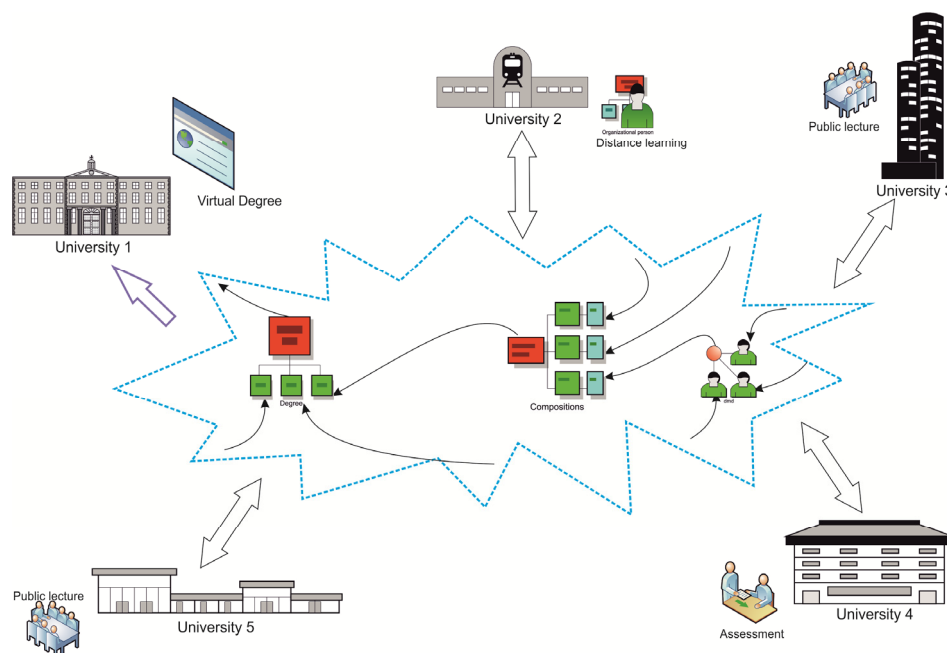 University 2
Organizational person
Distance learning
Public lecture
University 3
Virtual Degree
University 1
Degree
Compositions
University 5
Public lecture
University 4
Assessment